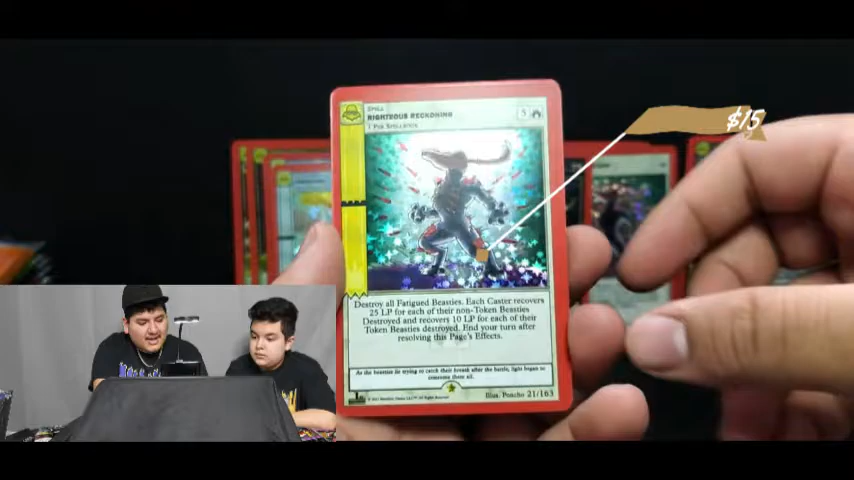 SPELL
RIGHTEOUS RECKONING
5
1 PER SPELLBOOK
$15
Destroy all Fatigued Beasties. Each Caster recovers
25 LP for each of their non-Token Beasties
Destroyed and recovers 10 LP for each of their
Token Beasties destroyed. End your turn after
resolving this Page's Effects.
As the beasties lie trying to catch their breath after the battle, light began to
consume them all.
Illus. Poncho 21/163